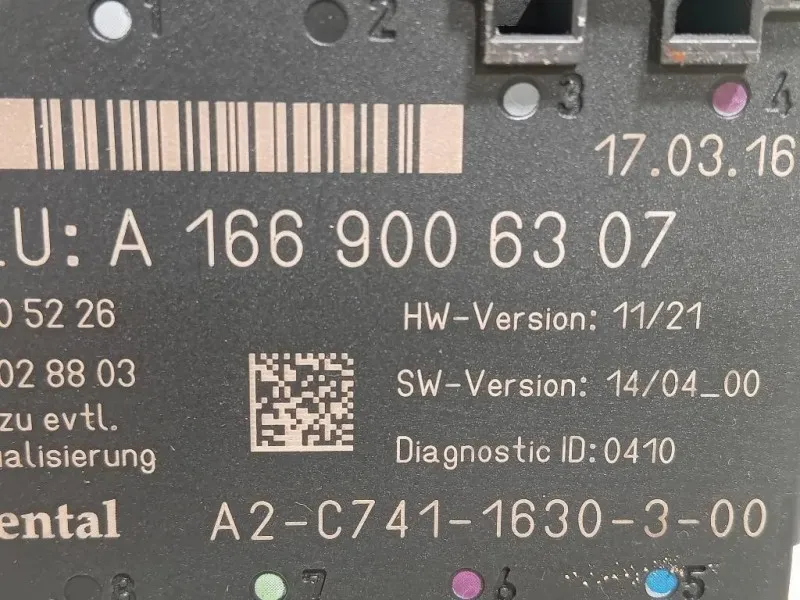 1 2
3 4
17.03.16
LU: A 166 900 63 07
0 52 26
HW-Version: 11/21
02 88 03
SW-Version: 14/04_00
zu evtl.
ualisierung
Diagnostic ID: 0410
ental
A2-C741-1630-3-00
8 7 6 5